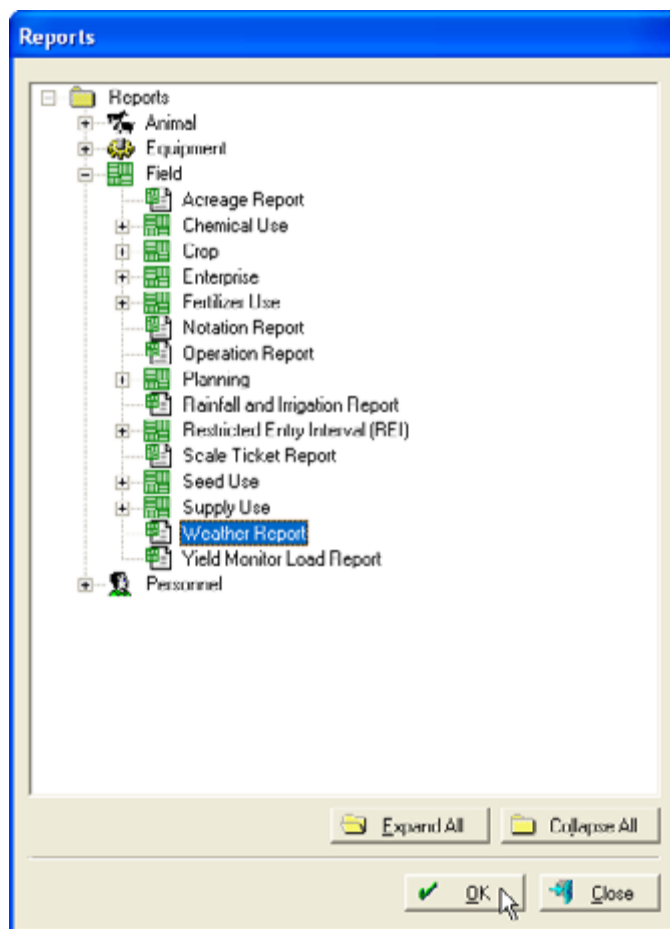 Reports
Reports
Animal
Equipment
Field
Acreage Report
Chemical Use
Crop
Enterprise
Fertilizer Use
Notation Report
Operation Report
Planning
Rainfall and Irrigation Report
Restricted Entry Interval (REI)
Scale Ticket Report
Seed Use
Supply Use
Weather Report
Yield Monitor Load Report
Personnel
Expand All Collapse All
OK Close